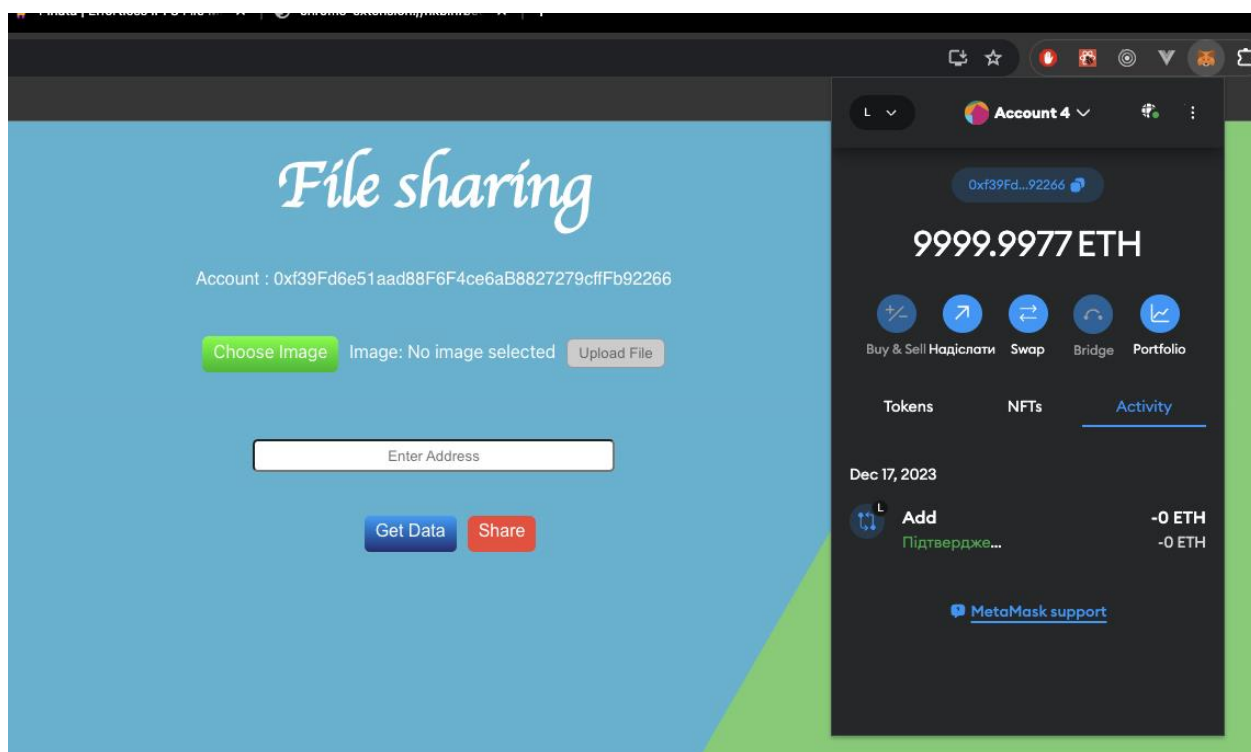 L
Account 4
File sharing
0xf39Fd...92266
9999.9977 ETH
Account : 0xf39Fd6e51aad88F6F4ce6aB8827279cffFb92266
Choose Image Image: No image selected Upload File
Buy & Sell Надіслати Swap Bridge Portfolio
Tokens NFTs Activity
Enter Address
Dec 17, 2023
Get Data Share
L
Add -0 ETH
Підтвердже... -0 ETH
MetaMask support